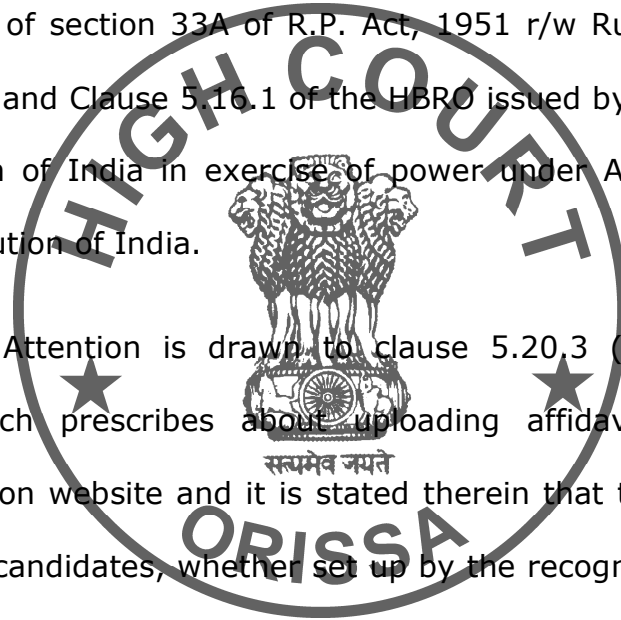 of section 33A of R.P. Act, 1951 r/w Ru
and Clause 5.16.1 of the HBRO issued by
n of India in exercise of power under A
ution of India.
Attention is drawn to clause 5.20.3 (
ch prescribes about uploading affidav
on website and it is stated therein that t
candidates, whether set up by the recogn
HIGH COURT
सत्यमेव जयते
ORISSA